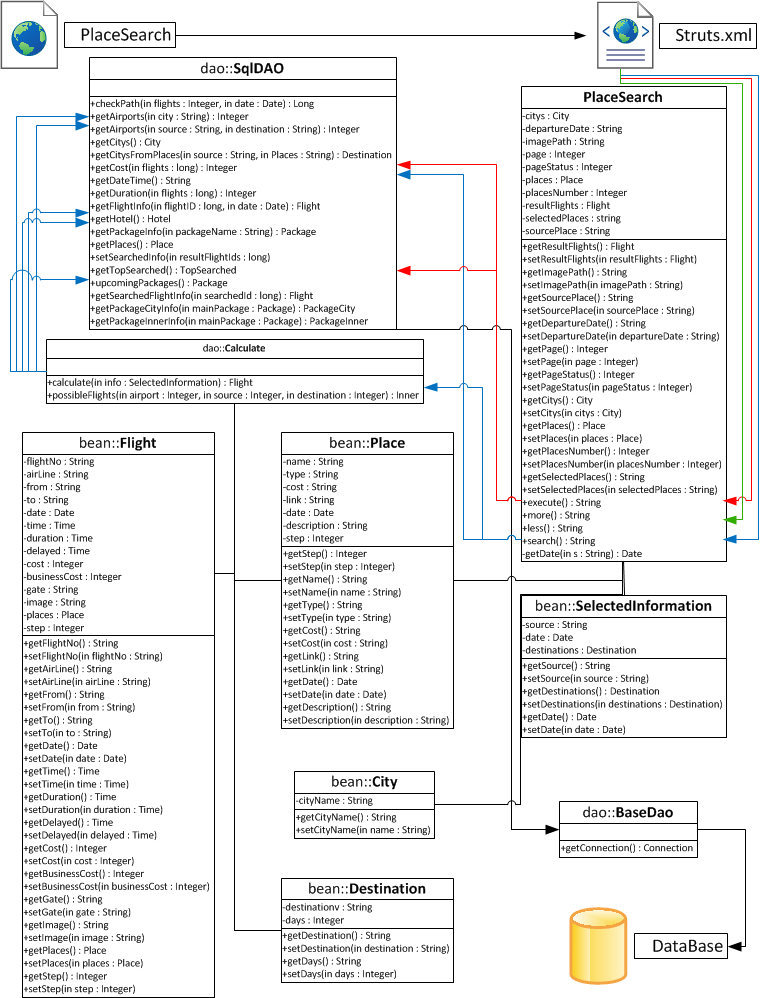 PlaceSearch
Struts.xml
dao::SqlDAO
+checkPath(in flights : Integer, in date : Date) : Long
+getAirports(in city : String) : Integer
+getAirports(in source : String, in destination : String) : Integer
+getCitys() : City
+getCitysFromPlaces(in source : String, in Places : String) : Destination
+getCost(in flights : long) : Integer
+getDateTime() : String
+getDuration(in flights : long) : Integer
+getFlightInfo(in flightID : long, in date : Date) : Flight
+getHotel() : Hotel
+getPackageInfo(in packageName : String) : Package
+getPlaces() : Place
+setSearchedInfo(in resultFlightIds : long)
+getTopSearched() : TopSearched
+upcomingPackages() : Package
+getSearchedFlightInfo(in searchedId : long) : Flight
+getPackageCityInfo(in mainPackage : Package) : PackageCity
+getPackageInnerInfo(in mainPackage : Package) : PackageInner
PlaceSearch
-citys : City
-departureDate : String
-imagePath : String
-page : Integer
-pageStatus : Integer
-places : Place
-placesNumber : Integer
-resultFlights : Flight
-selectedPlaces : string
-sourcePlace : String
+getResultFlights() : Flight
+setResultFlights(in resultFlights : Flight)
+getImagePath() : String
+setImagePath(in imagePath : String)
+getSourcePlace() : String
+setSourcePlace(in sourcePlace : String)
+getDepartureDate() : String
+setDepartureDate(in departureDate : String)
+getPage() : Integer
+setPage(in page : Integer)
+getPageStatus() : Integer
+setPageStatus(in pageStatus : Integer)
+getCitys() : City
+setCitys(in citys : City)
+getPlaces() : Place
+setPlaces(in places : Place)
+getPlacesNumber() : Integer
+setPlacesNumber(in placesNumber : Integer)
+getSelectedPlaces() : String
+setSelectedPlaces(in selectedPlaces : String)
+execute() : String
+more() : String
+less() : String
+search() : String
-getDate(in s : String) : Date
dao::Calculate
+calculate(in info : SelectedInformation) : Flight
+possibleFlights(in airport : Integer, in source : Integer, in destination : Integer) : Inner
bean::Flight
-flightNo : String
-airLine : String
-from : String
-to : String
-date : Date
-time : Time
-duration : Time
-delayed : Time
-cost : Integer
-businessCost : Integer
-gate : String
-image : String
-places : Place
-step : Integer
+getFlightNo() : String
+setFlightNo(in flightNo : String)
+getAirLine() : String
+setAirLine(in airLine : String)
+getFrom() : String
+setFrom(in from : String)
+getTo() : String
+setTo(in to : String)
+getDate() : Date
+setDate(in date : Date)
+getTime() : Time
+setTime(in time : Time)
+getDuration() : Time
+setDuration(in duration : Time)
+getDelayed() : Time
+setDelayed(in delayed : Time)
+getCost() : Integer
+setCost(in cost : Integer)
+getBusinessCost() : Integer
+setBusinessCost(in businessCost : Integer)
+getGate() : String
+setGate(in gate : String)
+getImage() : String
+setImage(in image : String)
+getPlaces() : Place
+setPlaces(in places : Place)
+getStep() : Integer
+setStep(in step : Integer)
bean::Place
-name : String
-type : String
-cost : String
-link : String
-date : Date
-description : String
-step : Integer
+getStep() : Integer
+setStep(in step : Integer)
+getName() : String
+setName(in name : String)
+getType() : String
+setType(in type : String)
+getCost() : String
+setCost(in cost : String)
+getLink() : String
+setLink(in link : String)
+getDate() : Date
+setDate(in date : Date)
+getDescription() : String
+setDescription(in description : String)
bean::SelectedInformation
-source : String
-date : Date
-destinations : Destination
+getSource() : String
+setSource(in source : String)
+getDestinations() : Destination
+setDestinations(in destinations : Destination)
+getDate() : Date
+setDate(in date : Date)
bean::City
-cityName : String
+getCityName() : String
+setCityName(in name : String)
dao::BaseDao
+getConnection() : Connection
bean::Destination
-destinationv : String
-days : Integer
+getDestination() : String
+setDestination(in destination : String)
+getDays() : String
+setDays(in days : Integer)
DataBase